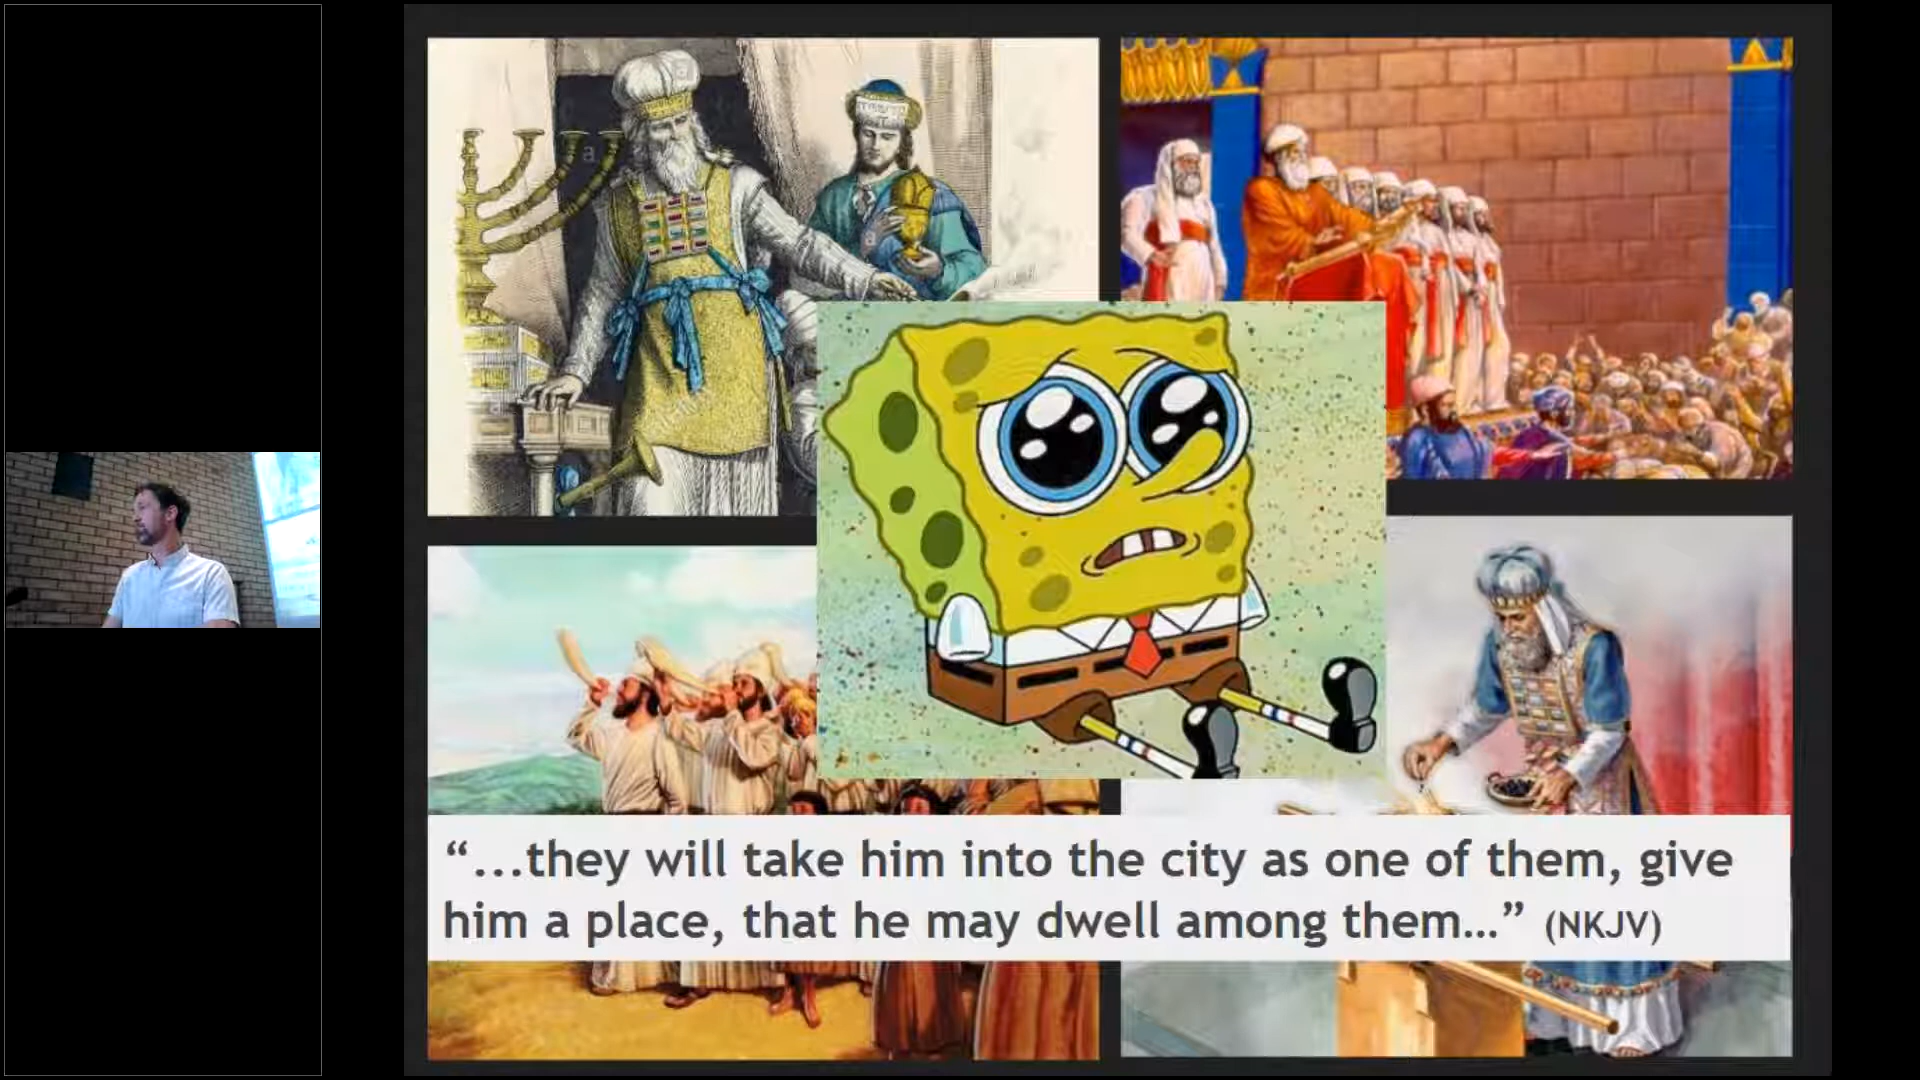 “...they will take him into the city as one of them, give
him a place, that he may dwell among them...” (NKJV)